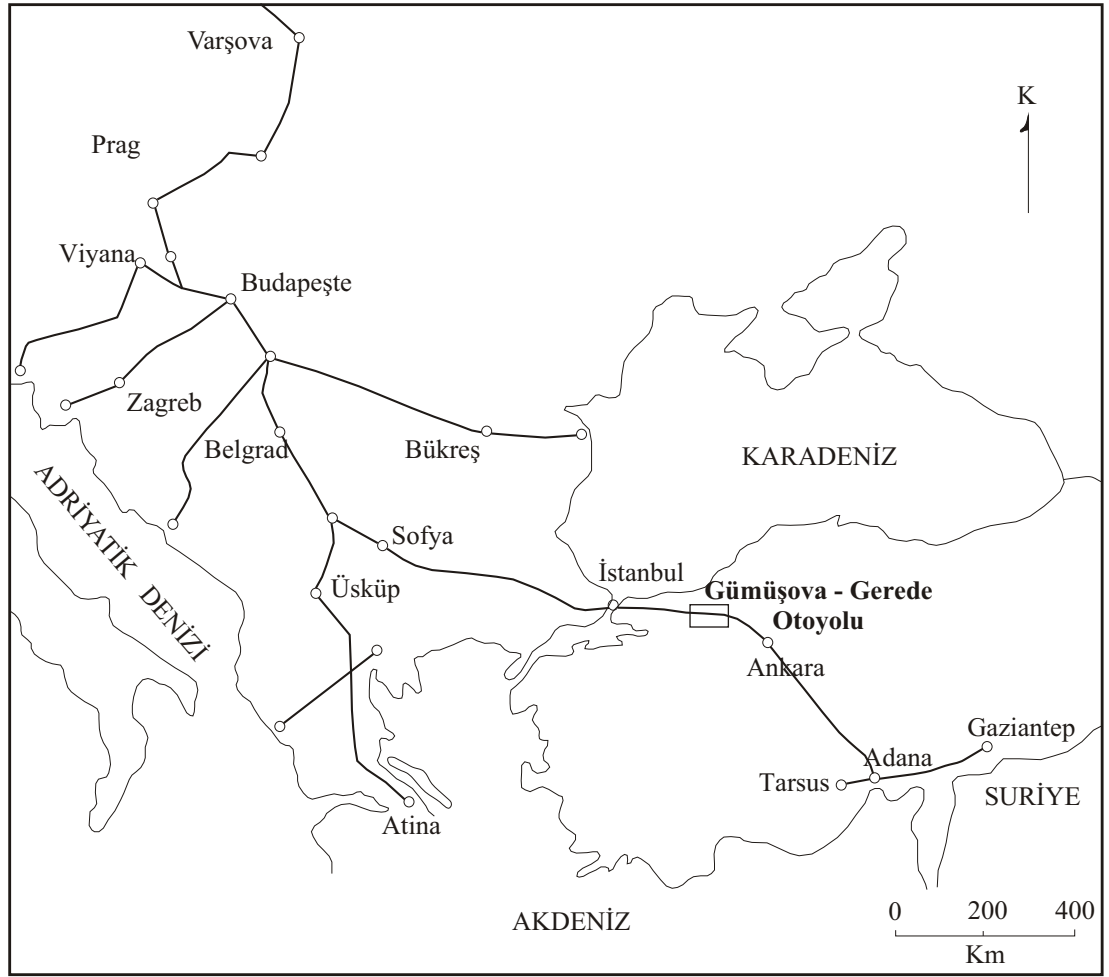 Varşova
K
Prag
Viyana
Budapeşte
Zagreb
Belgrad
Bükreş
KARADENİZ
ADRİYATİK DENİZİ
Sofya
İstanbul
Üsküp
Gümüşova - Gerede
Otoyolu
Ankara
Gaziantep
Adana
Tarsus
SURİYE
Atina
AKDENİZ
0 200 400
Km